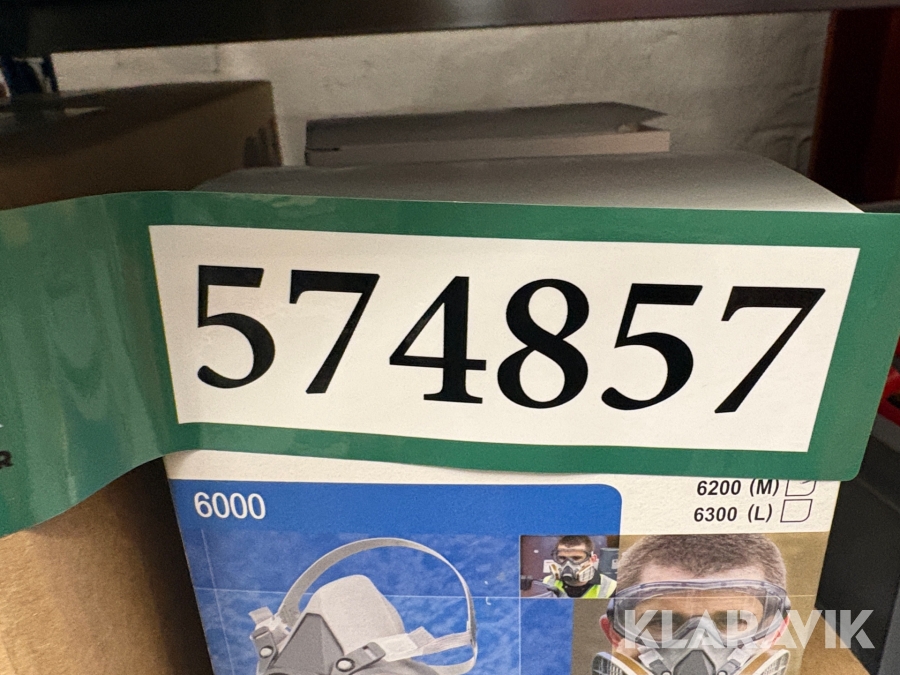 574857
6000
6200 (M)
6300 (L)
KLARAVIK